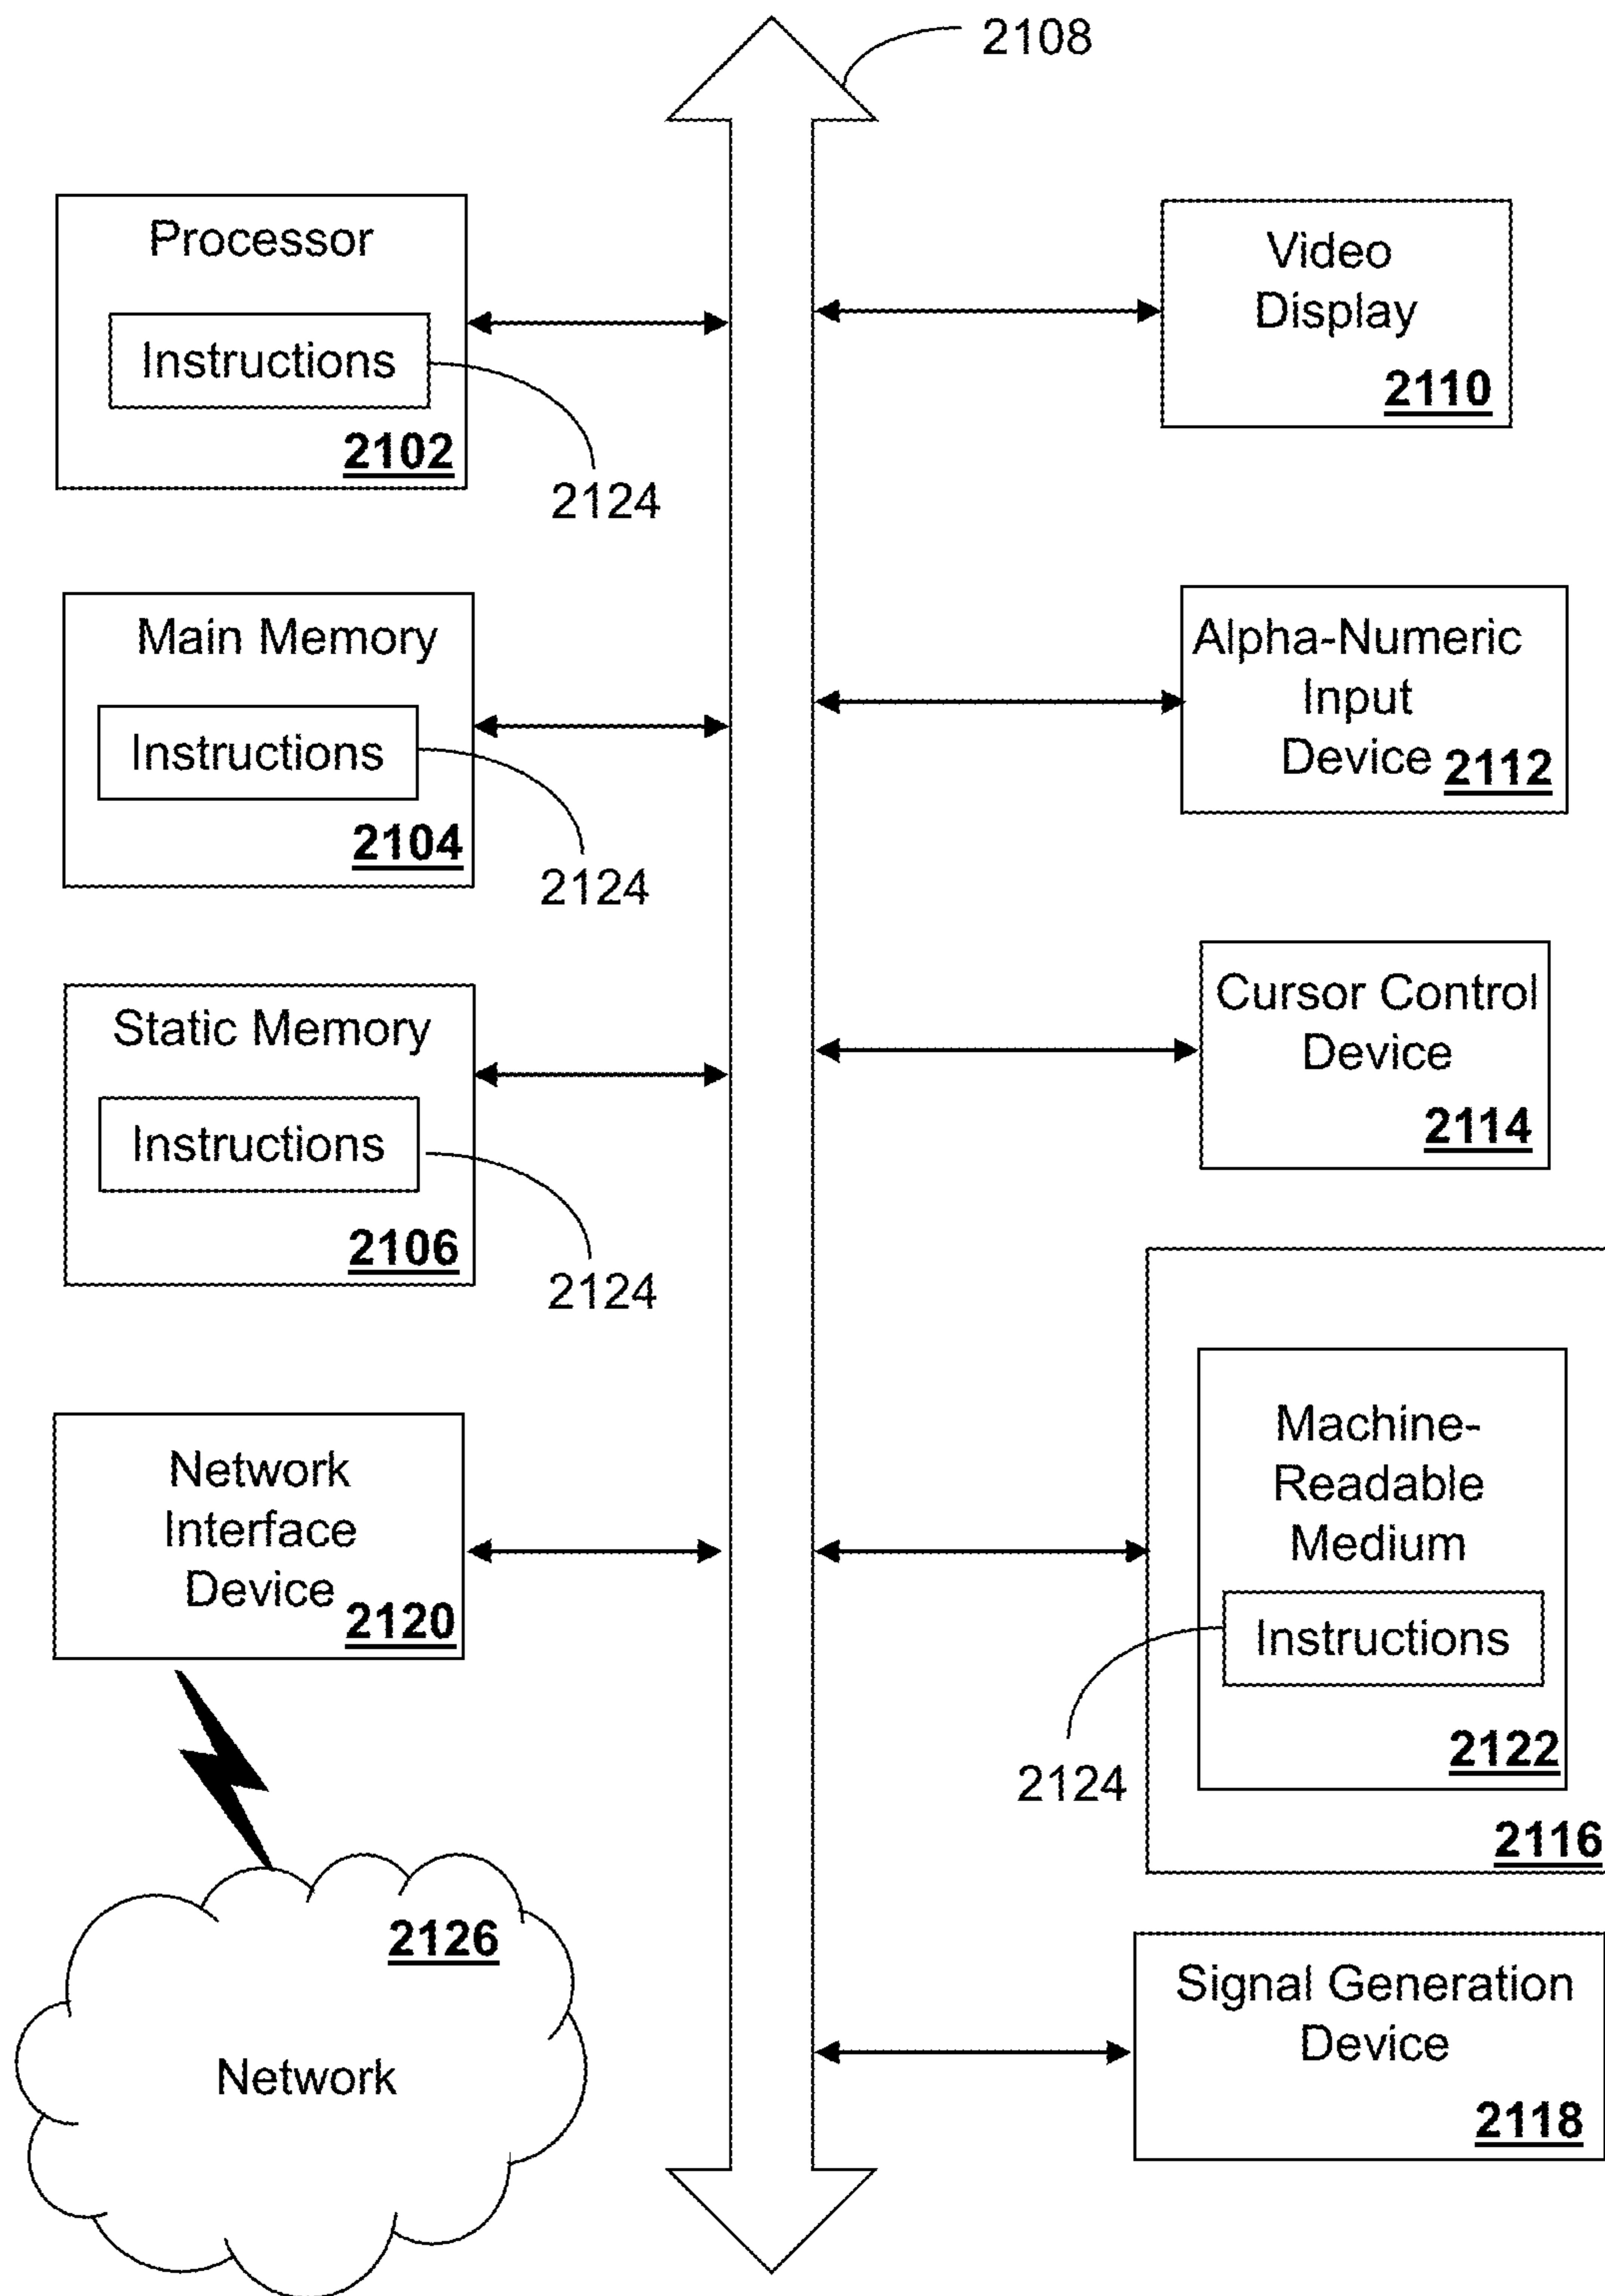 2108
Processor
Instructions
2102
2124
Main Memory
Instructions
2104
2124
Static Memory
Instructions
2106
2124
Network
Interface
Device
2120
2126
Network
Video
Display
2110
Alpha-Numeric
Input
Device 2112
Cursor Control
Device
2114
Machine-
Readable
Medium
Instructions
2122
2124
2116
Signal Generation
Device
2118